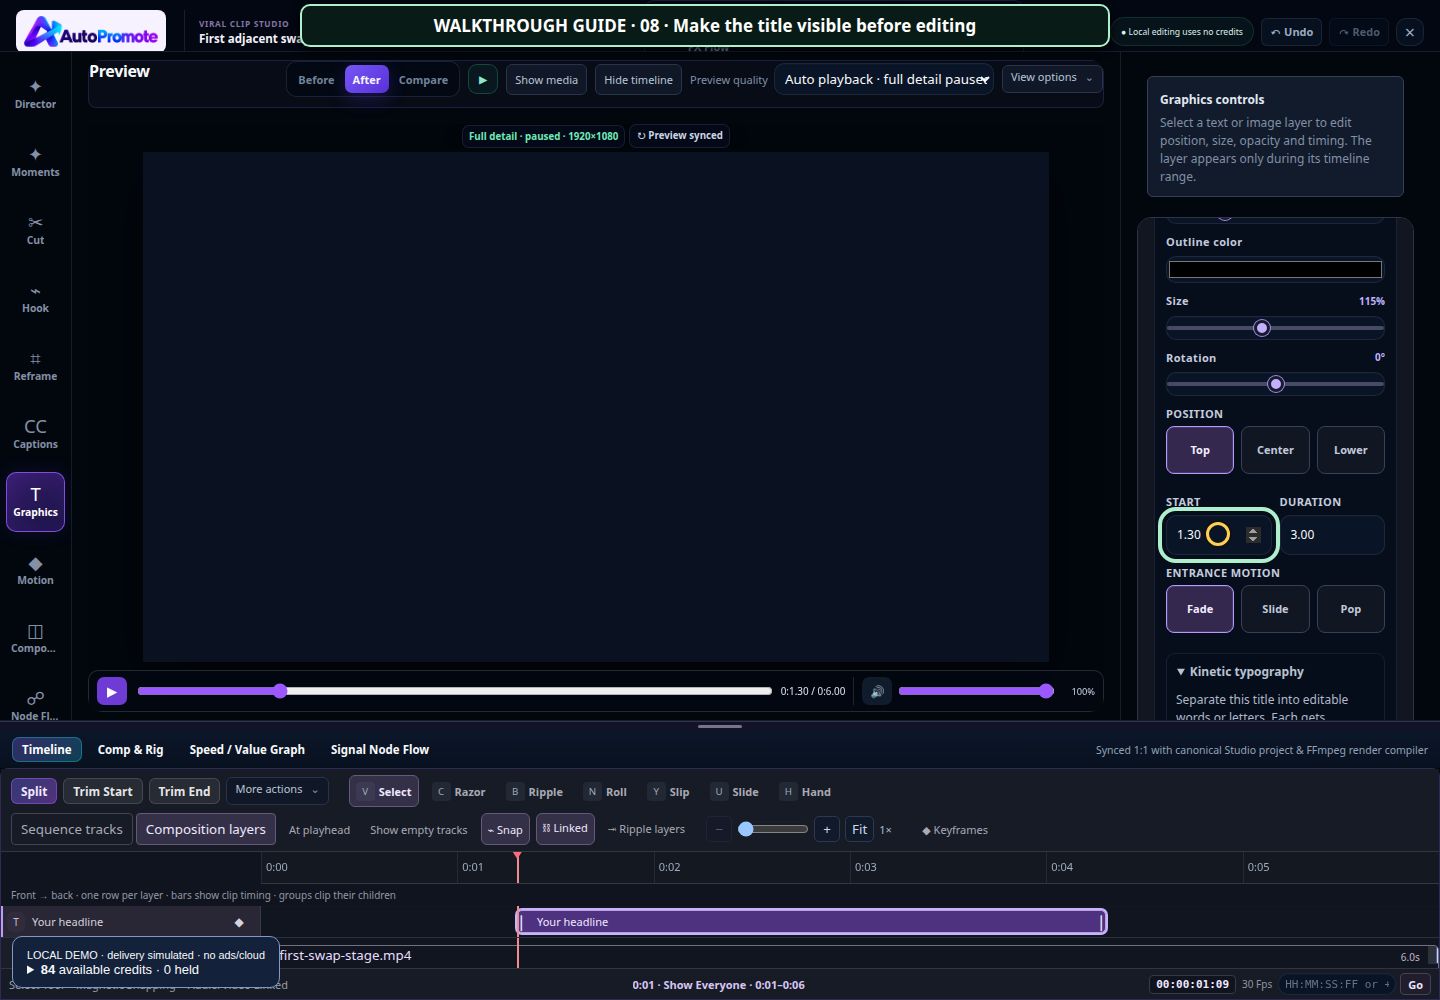 AutoPromote
VIRAL CLIP STUDIO
First adjacent swa
WALKTHROUGH GUIDE · 08 · Make the title visible before editing
● Local editing uses no credits
↶ Undo
↷ Redo
✕
Preview
Before
After
Compare
▶
Show media
Hide timeline
Preview quality
Auto playback · full detail paused
View options
Full detail · paused · 1920×1080
↻ Preview synced
Director
Moments
Cut
Hook
Reframe
CC
Captions
T
Graphics
Motion
Compo...
Node Fl...
Graphics controls
Select a text or image layer to edit
position, size, opacity and timing. The
layer appears only during its timeline
range.
Outline color
Size 115%
Rotation 0°
POSITION
Top Center Lower
START DURATION
1.30 3.00
ENTRANCE MOTION
Fade Slide Pop
▼ Kinetic typography
Separate this title into editable
words or letters. Each gets
0:1.30 / 0:6.00
100%
Timeline Comp & Rig Speed / Value Graph Signal Node Flow
Synced 1:1 with canonical Studio project & FFmpeg render compiler
Split Trim Start Trim End More actions
V Select C Razor B Ripple N Roll Y Slip U Slide H Hand
Sequence tracks Composition layers At playhead Show empty tracks ⌁ Snap ⛓ Linked ⇥ Ripple layers − + Fit 1× ◆ Keyframes
0:00 0:01 0:02 0:03 0:04 0:05
Front → back · one row per layer · bars show clip timing · groups clip their children
T Your headline ◆
Your headline
first-swap-stage.mp4
6.0s
LOCAL DEMO · delivery simulated · no ads/cloud
▶ 84 available credits · 0 held
0:01 · Show Everyone · 0:01–0:06
00:00:01:09
30 Fps
HH:MM:SS:FF or +
Go